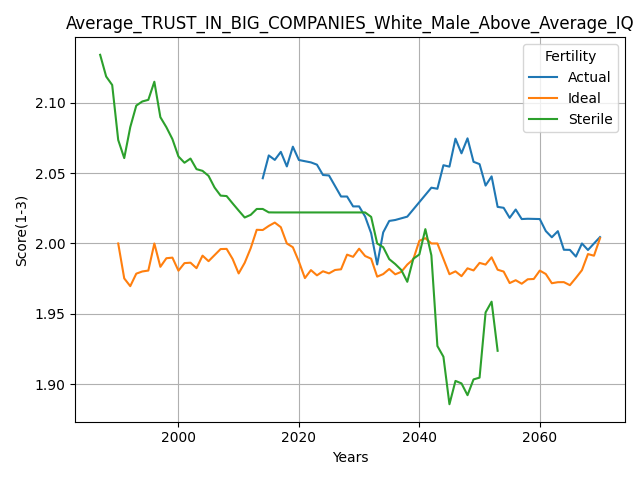 Average_TRUST_IN_BIG_COMPANIES_White_Male_Above_Average_IQ
Fertility
Actual
Ideal
Sterile
Score(1-3)
2.10
2.05
2.00
1.95
1.90
2000 2020 2040 2060
Years